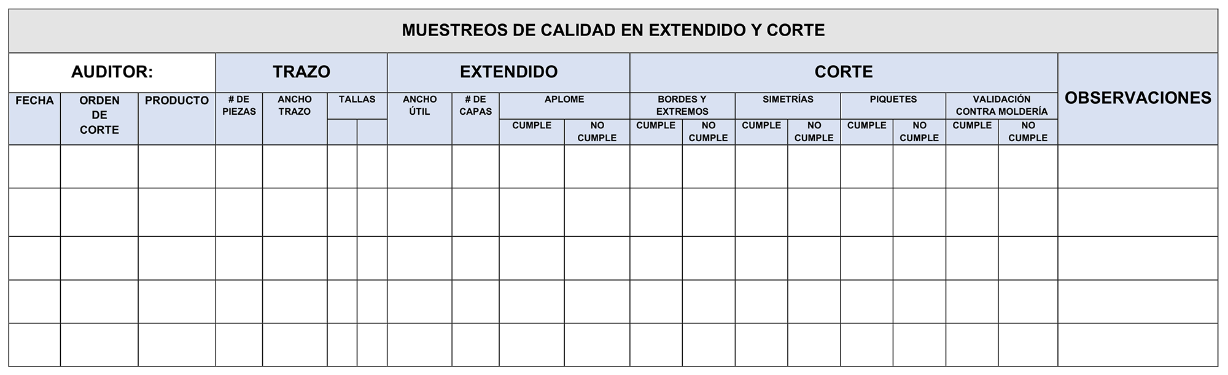 MUESTREOS DE CALIDAD EN EXTENDIDO Y CORTE
AUDITOR: TRAZO EXTENDIDO CORTE OBSERVACIONES
FECHA ORDEN DE CORTE PRODUCTO # DE PIEZAS ANCHO TRAZO TALLAS ANCHO ÚTIL # DE CAPAS APLOME BORDES Y EXTREMOS SIMETRÍAS PIQUETES VALIDACIÓN CONTRA MOLDERÍA
CUMPLE NO CUMPLE CUMPLE NO CUMPLE CUMPLE NO CUMPLE CUMPLE NO CUMPLE CUMPLE NO CUMPLE